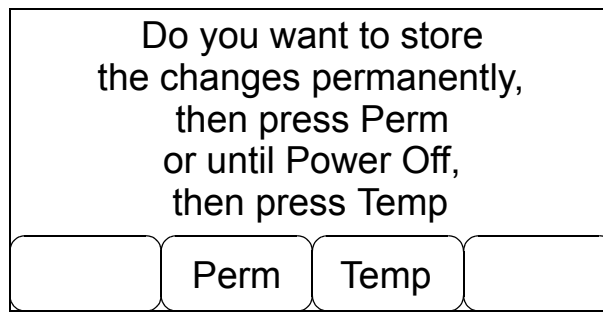 Do you want to store
the changes permanently,
then press Perm
or until Power Off,
then press Temp
Perm Temp